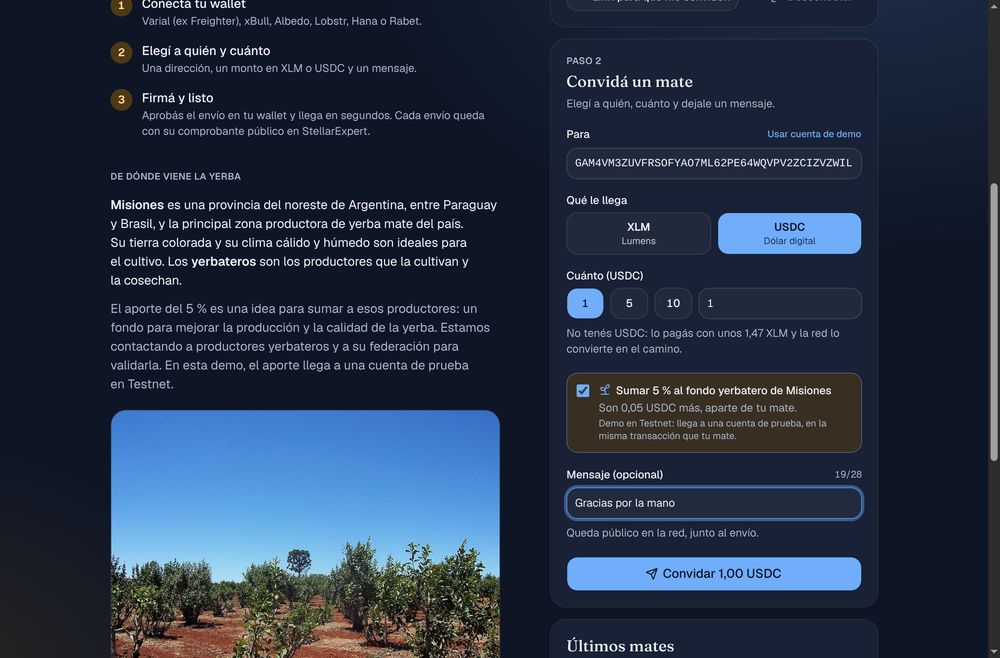 1
Conectá tu wallet
Varial (ex Freighter), xBull, Albedo, Lobstr, Hana o Rabet.
2
Elegí a quién y cuánto
Una dirección, un monto en XLM o USDC y un mensaje.
3
Firmá y listo
Aprobás el envío en tu wallet y llega en segundos. Cada envío queda
con su comprobante público en StellarExpert.
DE DÓNDE VIENE LA YERBA
Misiones es una provincia del noreste de Argentina, entre Paraguay
y Brasil, y la principal zona productora de yerba mate del país.
Su tierra colorada y su clima cálido y húmedo son ideales para
el cultivo. Los yerbateros son los productores que la cultivan y
la cosechan.
El aporte del 5 % es una idea para sumar a esos productores: un
fondo para mejorar la producción y la calidad de la yerba. Estamos
contactando a productores yerbateros y a su federación para
validarla. En esta demo, el aporte llega a una cuenta de prueba
en Testnet.
PASO 2
Convidá un mate
Elegí a quién, cuánto y dejale un mensaje.
Para
Usar cuenta de demo
GAM4VM3ZUVFRSOFYAO7ML62PE64WQVPV2ZCIZVZWIL
Qué le llega
XLM
Lumens
USDC
Dólar digital
Cuánto (USDC)
1
5
10
1
No tenés USDC: lo pagás con unos 1,47 XLM y la red lo
convierte en el camino.
Sumar 5 % al fondo yerbatero de Misiones
Son 0,05 USDC más, aparte de tu mate.
Demo en Testnet: llega a una cuenta de prueba, en la
misma transacción que tu mate.
Mensaje (opcional)
19/28
Gracias por la mano
Queda público en la red, junto al envío.
Convidar 1,00 USDC
Últimos mates